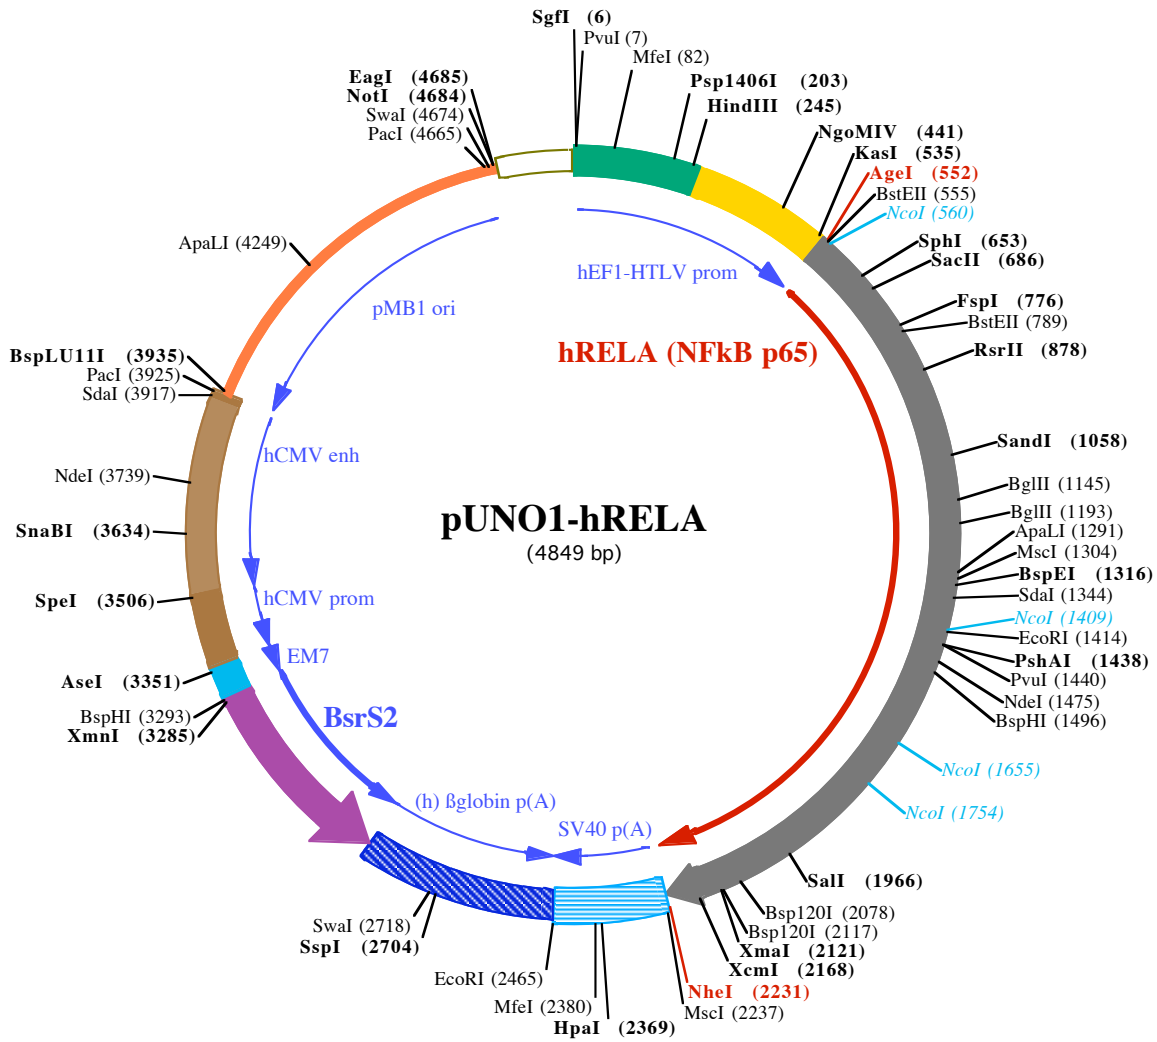 SgfI (6)
PvuI (7)
MfeI (82)
Psp1406I (203)
HindIII (245)
NgoMIV (441)
KasI (535)
AgeI (552)
BstEII (555)
NcoI (560)
SphI (653)
SacII (686)
FspI (776)
BstEII (789)
RsrII (878)
SandI (1058)
BglII (1145)
BglII (1193)
ApaLI (1291)
MscI (1304)
BspEI (1316)
SdaI (1344)
NcoI (1409)
EcoRI (1414)
PshAI (1438)
PvuI (1440)
NdeI (1475)
BspHI (1496)
NcoI (1655)
NcoI (1754)
SalI (1966)
Bsp120I (2078)
Bsp120I (2117)
XmaI (2121)
XcmI (2168)
NheI (2231)
MscI (2237)
HpaI (2369)
MfeI (2380)
EcoRI (2465)
SspI (2704)
SwaI (2718)
XmnI (3285)
BspHI (3293)
AseI (3351)
SpeI (3506)
SnaBI (3634)
NdeI (3739)
SdaI (3917)
PacI (3925)
BspLU11I (3935)
ApaLI (4249)
PacI (4665)
SwaI (4674)
NotI (4684)
EagI (4685)
hEF1-HTLV prom
hRELA (NFkB p65)
pMB1 ori
hCMV enh
hCMV prom
EM7
BsrS2
(h) ßglobin p(A)
SV40 p(A)
pUNO1-hRELA
(4849 bp)